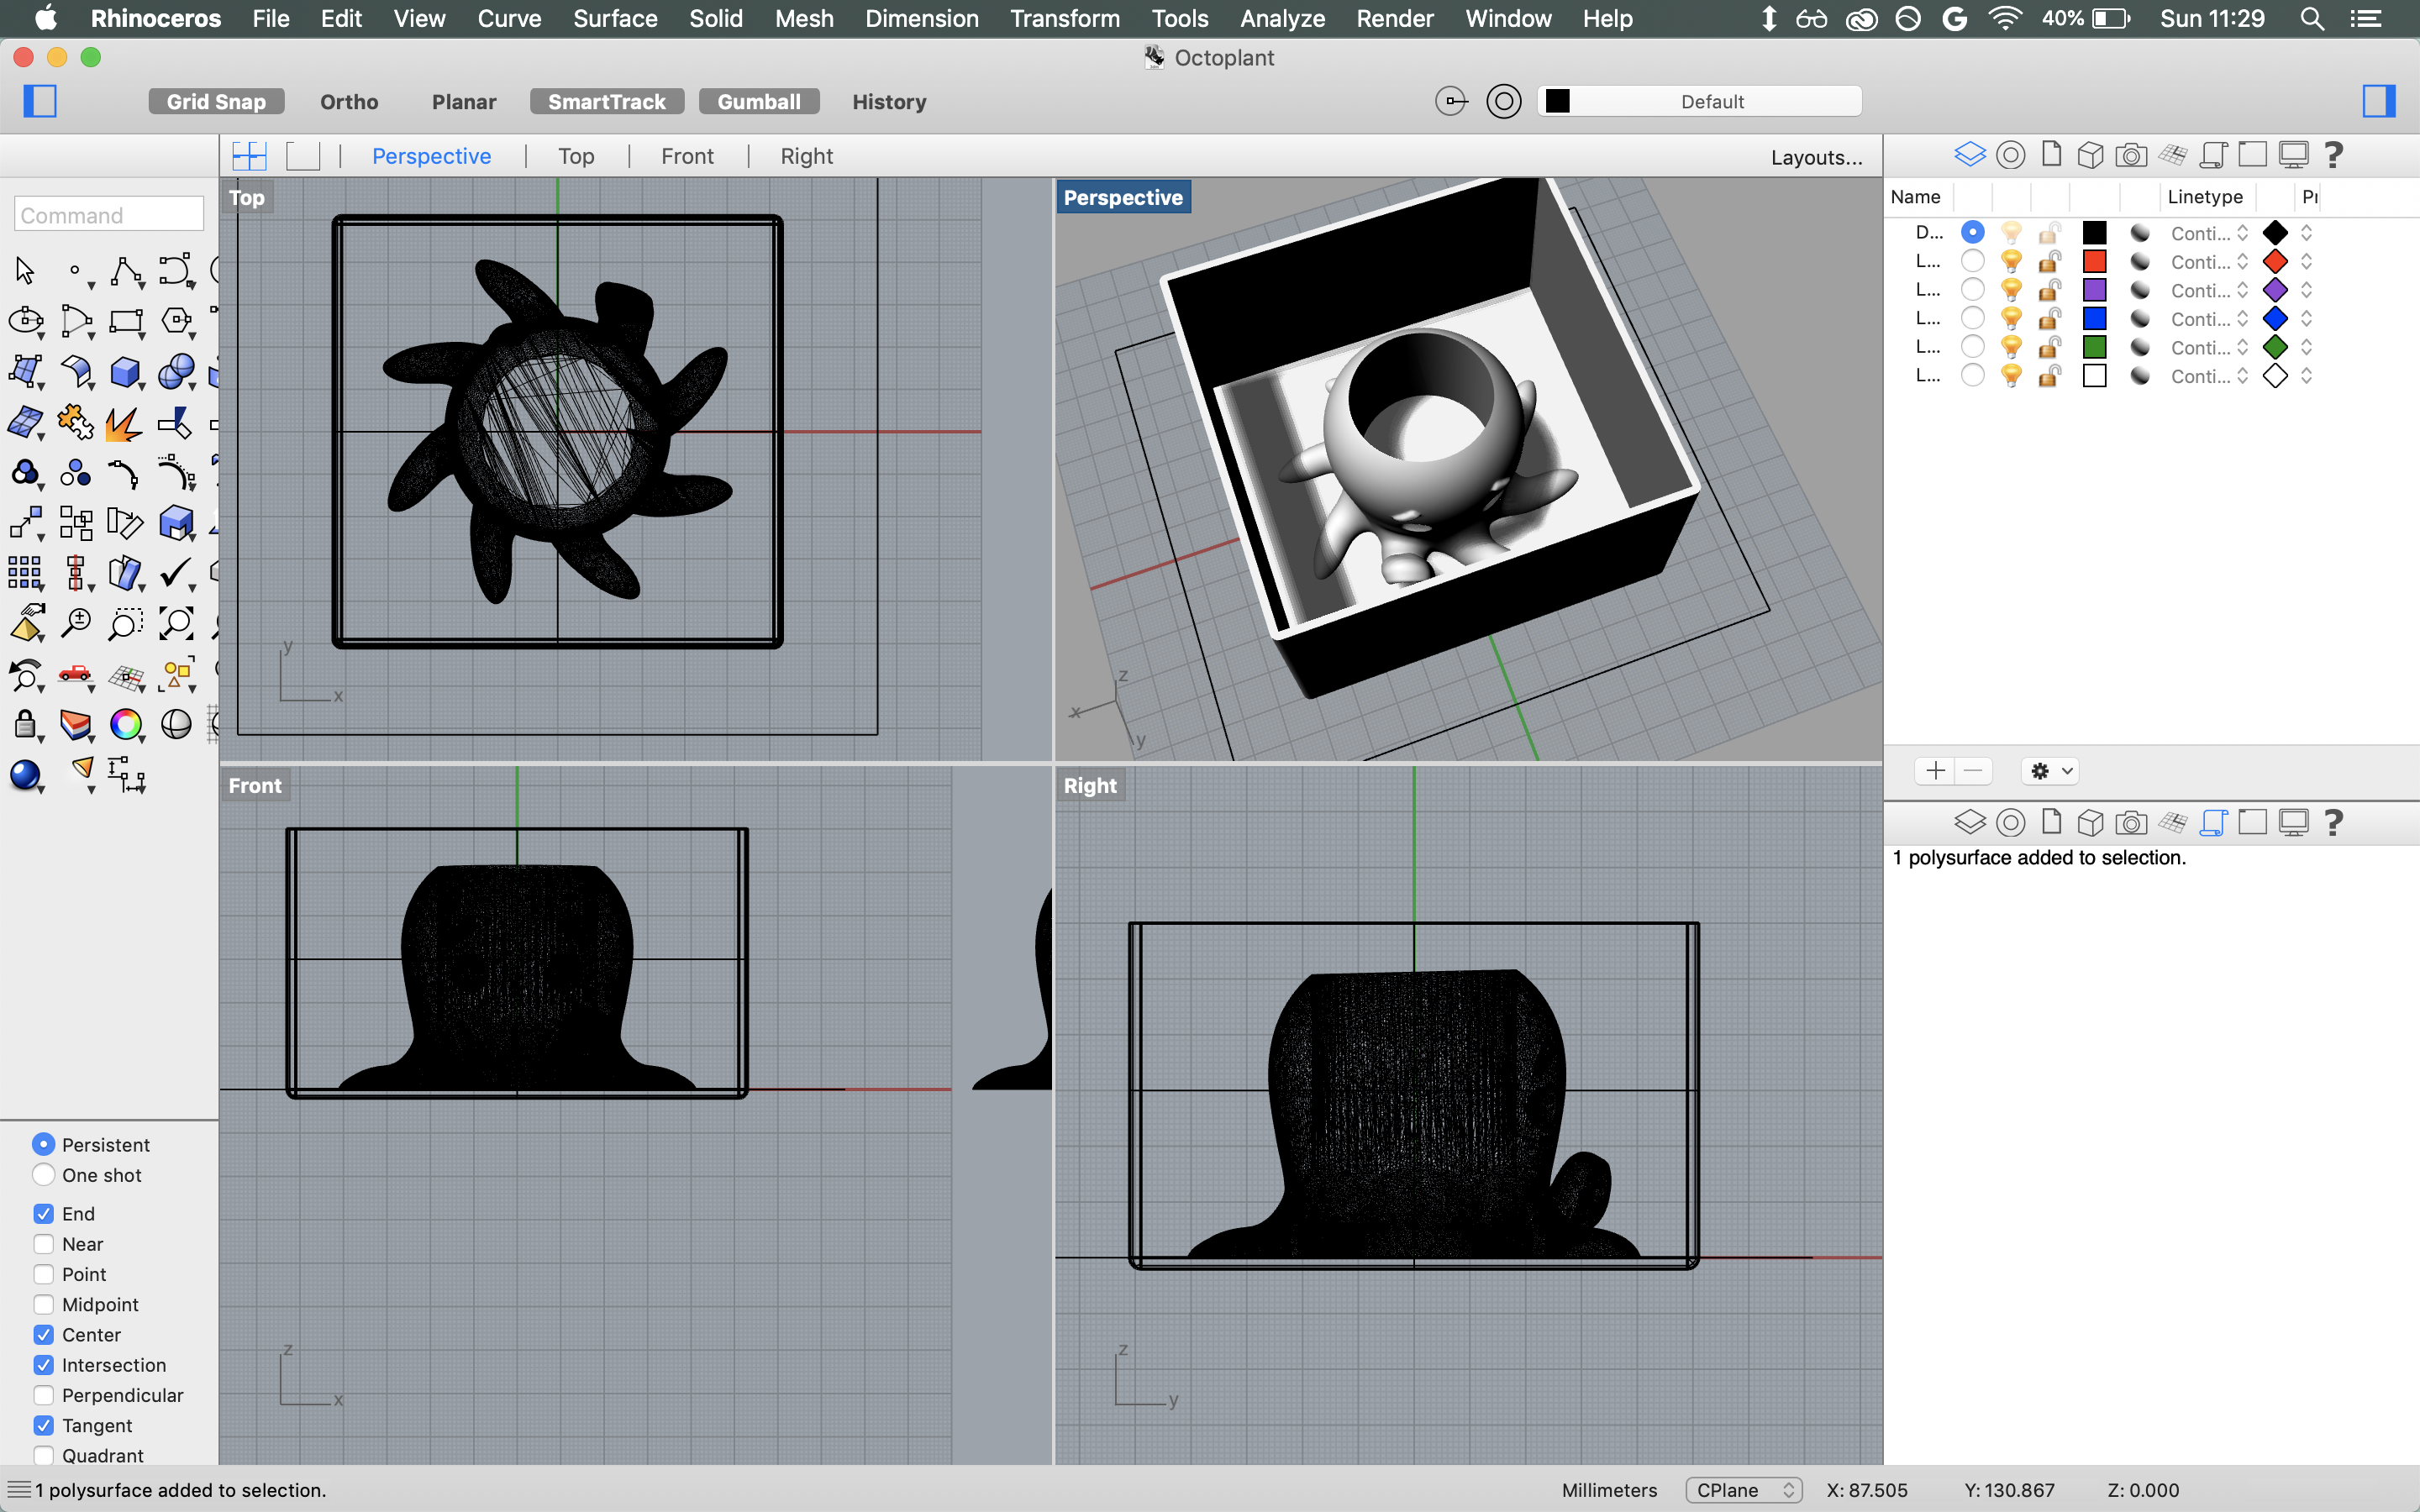 Rhinoceros File Edit View Curve Surface Solid Mesh Dimension Transform Tools Analyze Render Window Help 40% Sun 11:29
Octoplant
Grid Snap Ortho Planar SmartTrack Gumball History Default
Perspective Top Front Right Layouts...
Command
Top
Perspective
Front
Right
y
x
z
x
y
z
x
z
y
Name Linetype Pr
D... Conti...
L... Conti...
L... Conti...
L... Conti...
L... Conti...
L... Conti...
?
?
1 polysurface added to selection.
Persistent
One shot
End
Near
Point
Midpoint
Center
Intersection
Perpendicular
Tangent
Quadrant
1 polysurface added to selection. Millimeters CPlane X: 87.505 Y: 130.867 Z: 0.000